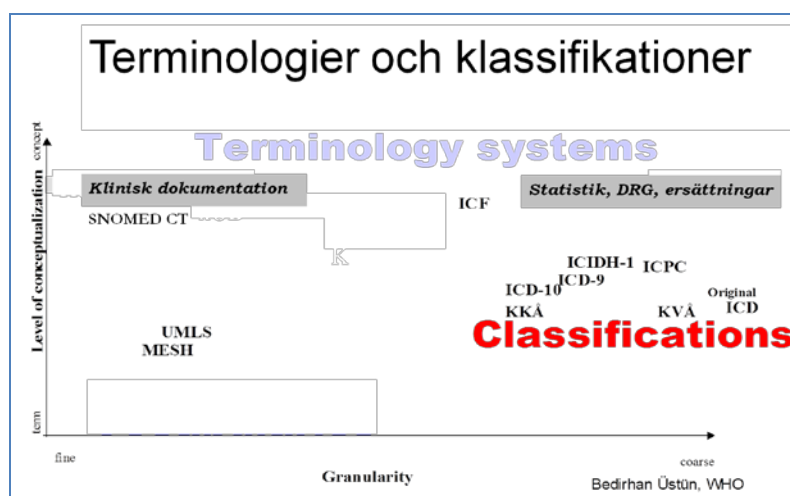 Terminologier och klassifikationer
Terminology systems
concept
Klinisk dokumentation
Statistik, DRG, ersättningar
SNOMED CT
ICF
K
ICIDH-1
ICPC
ICD-9
ICD-10
Original
ICD
KKÅ
KVÅ
Classifications
UMLS
MESH
Level of conceptualization
term
fine
coarse
Granularity
Bedirhan Üstün, WHO